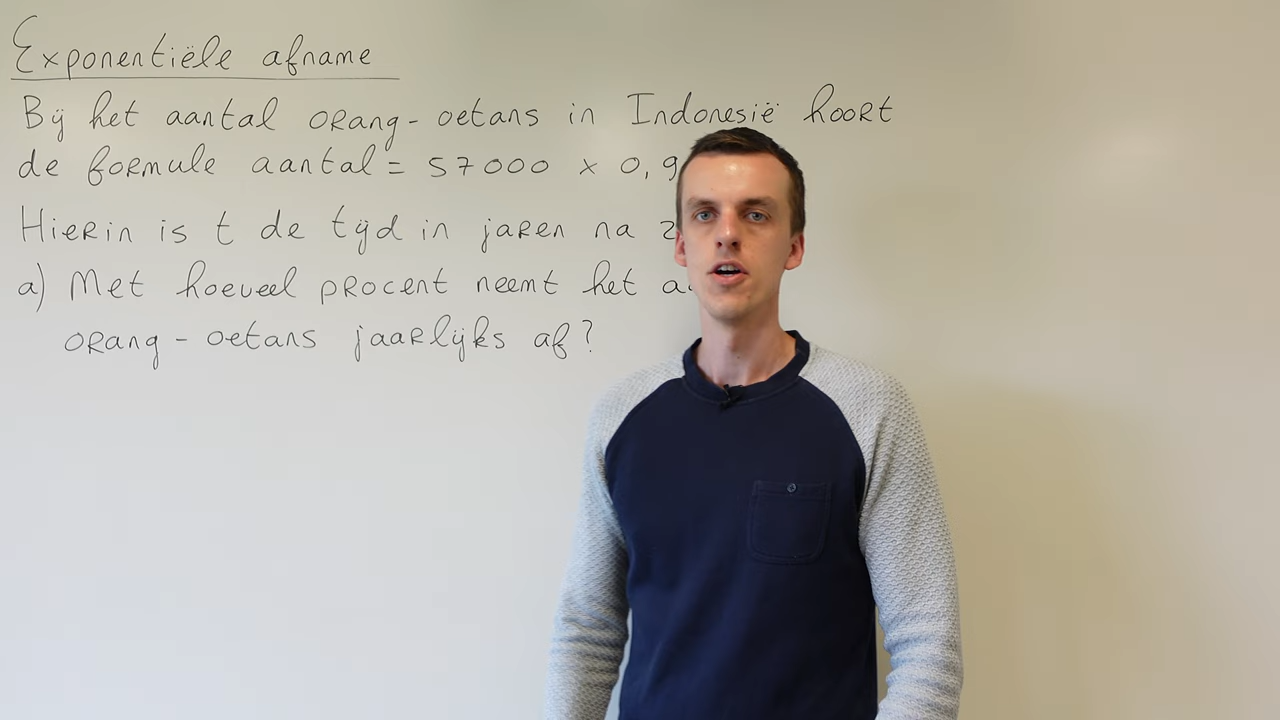 Exponentiële afname
Bij het aantal orang-oetans in Indonesië hoort
de formule aantal = 57000 x 0,9
Hierin is t de tijd in jaren na 2
a) Met hoeveel procent neemt het a
orang-oetans jaarlijks af?